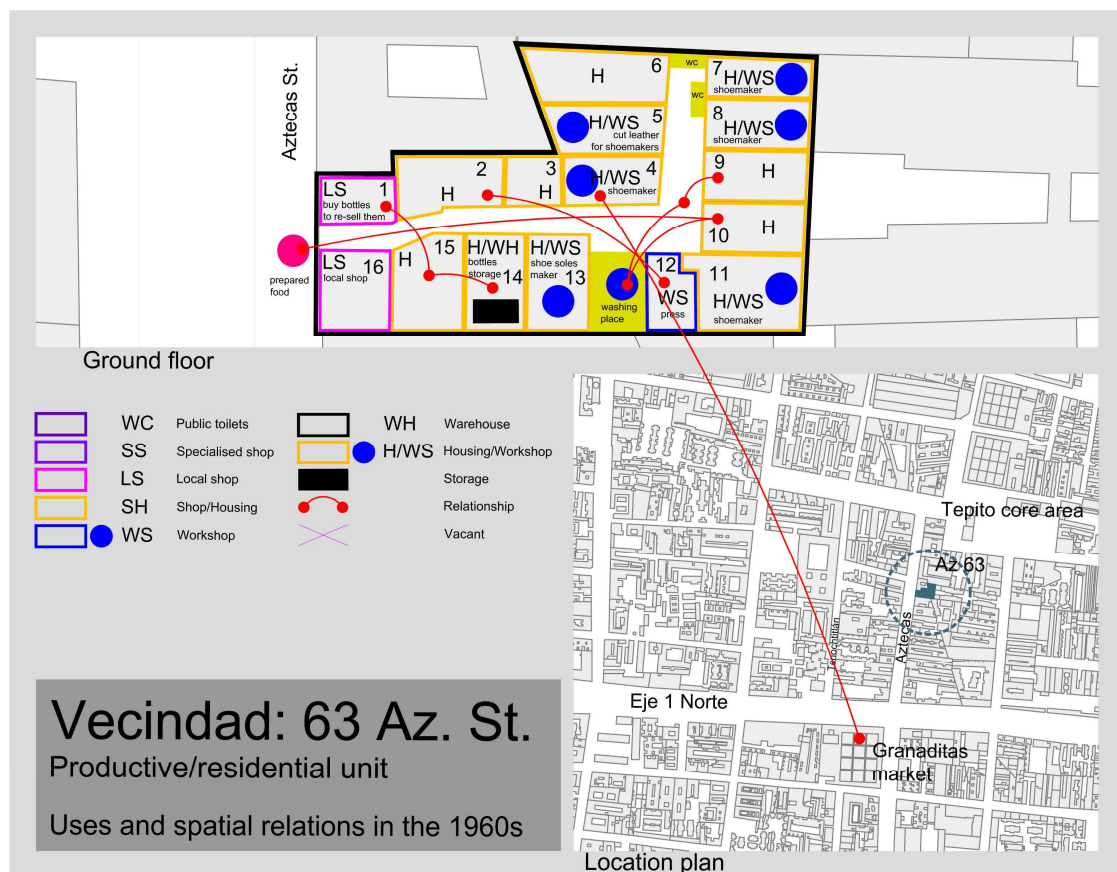 Aztecas St.
6
H
wc
wc
7
H/WS
shoemaker
5
H/WS
cut leather
for shoemakers
8
H/WS
shoemaker
LS 1
buy bottles
to re-sell them
2
H
3
H
4
H/WS
shoemaker
9
H
10
H
prepared
food
LS 16
local shop
15
H
H/WH
bottles
storage 14
H/WS
shoe soles
maker 13
washing
place
12
WS
press
11
H/WS
shoemaker
Ground floor
WC Public toilets
SS Specialised shop
LS Local shop
SH Shop/Housing
WS Workshop
WH Warehouse
H/WS Housing/Workshop
Storage
Relationship
Vacant
Tepito core area
Az 63
Aztecas
Tenochtitlán
Eje 1 Norte
Granaditas
market
Location plan
Vecindad: 63 Az. St.
Productive/residential unit
Uses and spatial relations in the 1960s